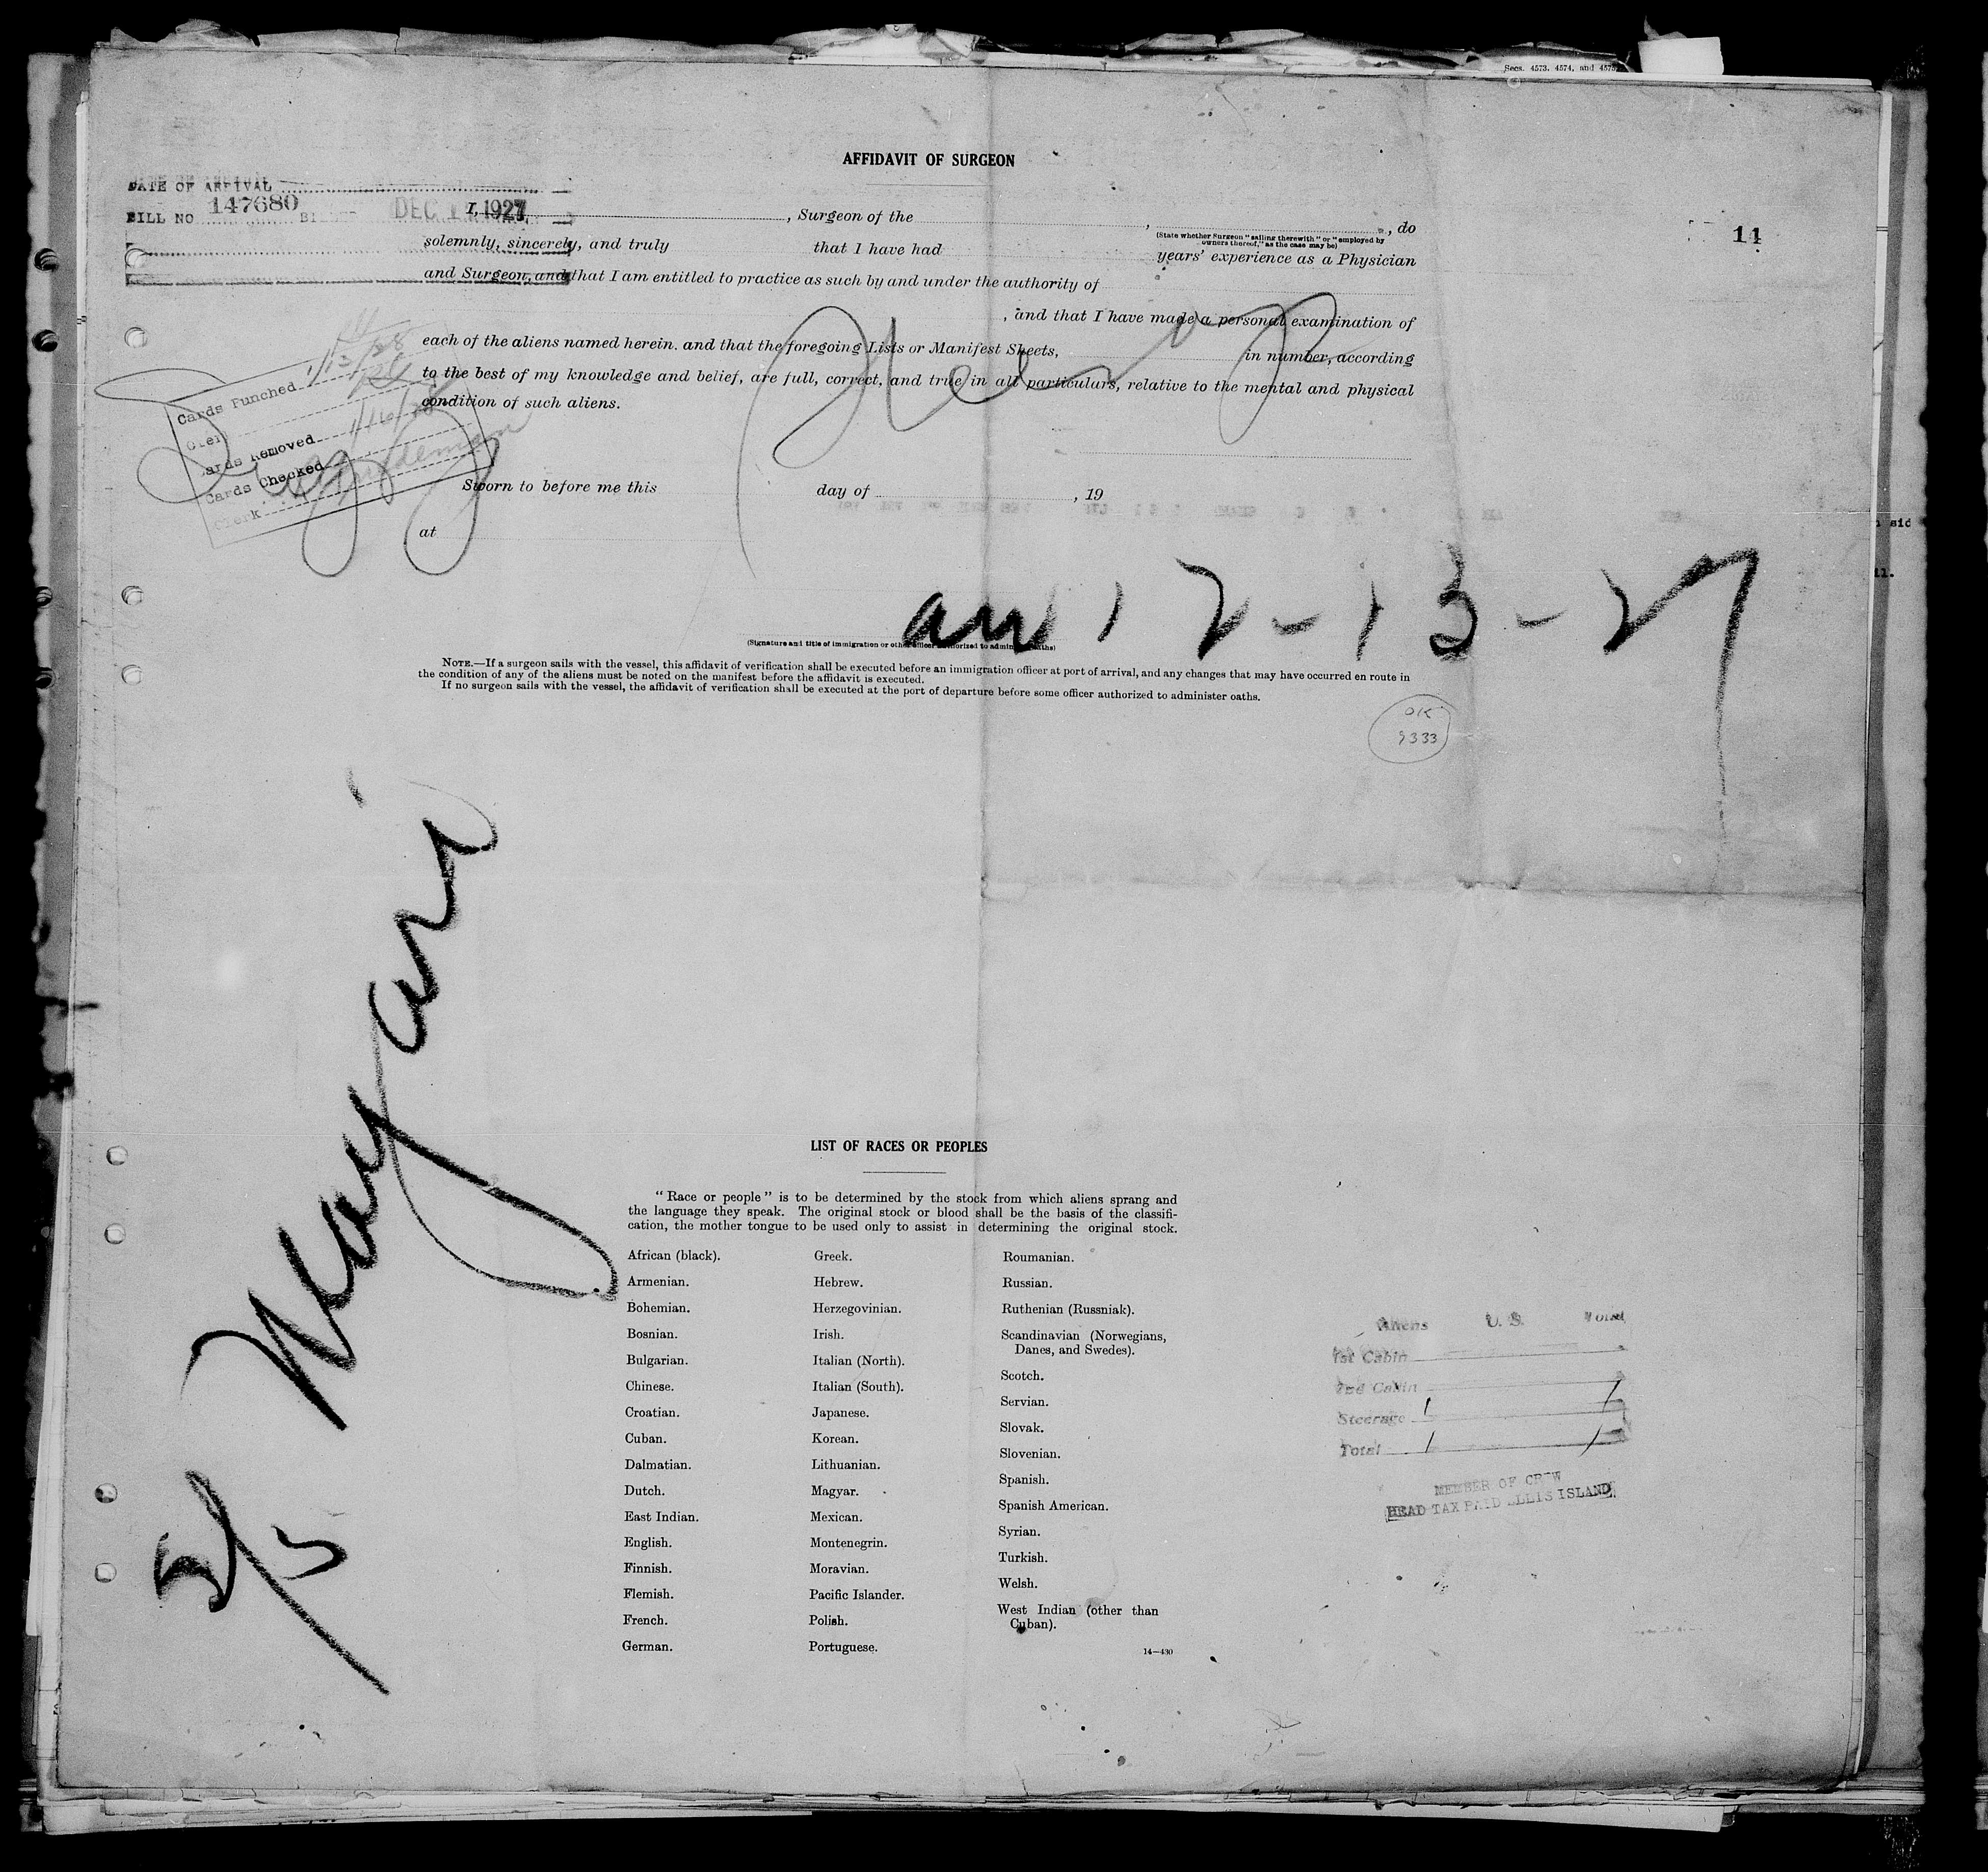 Secs. 4573, 4574, and 4575
AFFIDAVIT OF SURGEON
DATE OF ARRIVAL
BILL NO 147680 DEC 1927
14
I, , Surgeon of the , , do
(State whether Surgeon "sailing therewith" or "employed by
owners thereof," as the case may be)
solemnly, sincerely, and truly that I have had years' experience as a Physician
and Surgeon, and that I am entitled to practice as such by and under the authority of
, and that I have made a personal examination of
each of the aliens named herein. and that the foregoing Lists or Manifest Sheets, in number, according
to the best of my knowledge and belief, are full, correct, and true in all particulars, relative to the mental and physical
condition of such aliens.
Cards Punched 1/13/28
Clerk
Cards Removed 1/16/28
Cards Checked
Clerk
Sworn to before me this day of , 19
at
arr 12-13-27
(Signature and title of immigration or other officer authorized to administer oaths)
NOTE.—If a surgeon sails with the vessel, this affidavit of verification shall be executed before an immigration officer at port of arrival, and any changes that may have occurred en route in
the condition of any of the aliens must be noted on the manifest before the affidavit is executed.
If no surgeon sails with the vessel, the affidavit of verification shall be executed at the port of departure before some officer authorized to administer oaths.
OK
9333
S/S Mayari
LIST OF RACES OR PEOPLES
"Race or people" is to be determined by the stock from which aliens sprang and
the language they speak. The original stock or blood shall be the basis of the classifi-
cation, the mother tongue to be used only to assist in determining the original stock.
African (black).
Armenian.
Bohemian.
Bosnian.
Bulgarian.
Chinese.
Croatian.
Cuban.
Dalmatian.
Dutch.
East Indian.
English.
Finnish.
Flemish.
French.
German.
Greek.
Hebrew.
Herzegovinian.
Irish.
Italian (North).
Italian (South).
Japanese.
Korean.
Lithuanian.
Magyar.
Mexican.
Montenegrin.
Moravian.
Pacific Islander.
Polish.
Portuguese.
Roumanian.
Russian.
Ruthenian (Russniak).
Scandinavian (Norwegians,
Danes, and Swedes).
Scotch.
Servian.
Slovak.
Slovenian.
Spanish.
Spanish American.
Syrian.
Turkish.
Welsh.
West Indian (other than
Cuban).
14—430
Aliens U. S. Total
1st Cabin
2nd Cabin
Steerage 1 1
Total 1 1
MEMBER OF CREW
HEAD TAX PAID ELLIS ISLAND